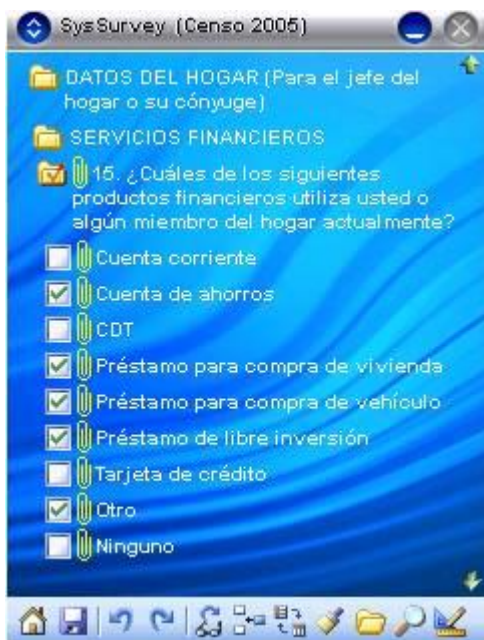 SysSurvey (Censo 2005)
DATOS DEL HOGAR (Para el jefe del
hogar o su cónyuge)
SERVICIOS FINANCIEROS
15. ¿Cuáles de los siguientes
productos financieros utiliza usted o
algún miembro del hogar actualmente?
Cuenta corriente
Cuenta de ahorros
CDT
Préstamo para compra de vivienda
Préstamo para compra de vehículo
Préstamo de libre inversión
Tarjeta de crédito
Otro
Ninguno